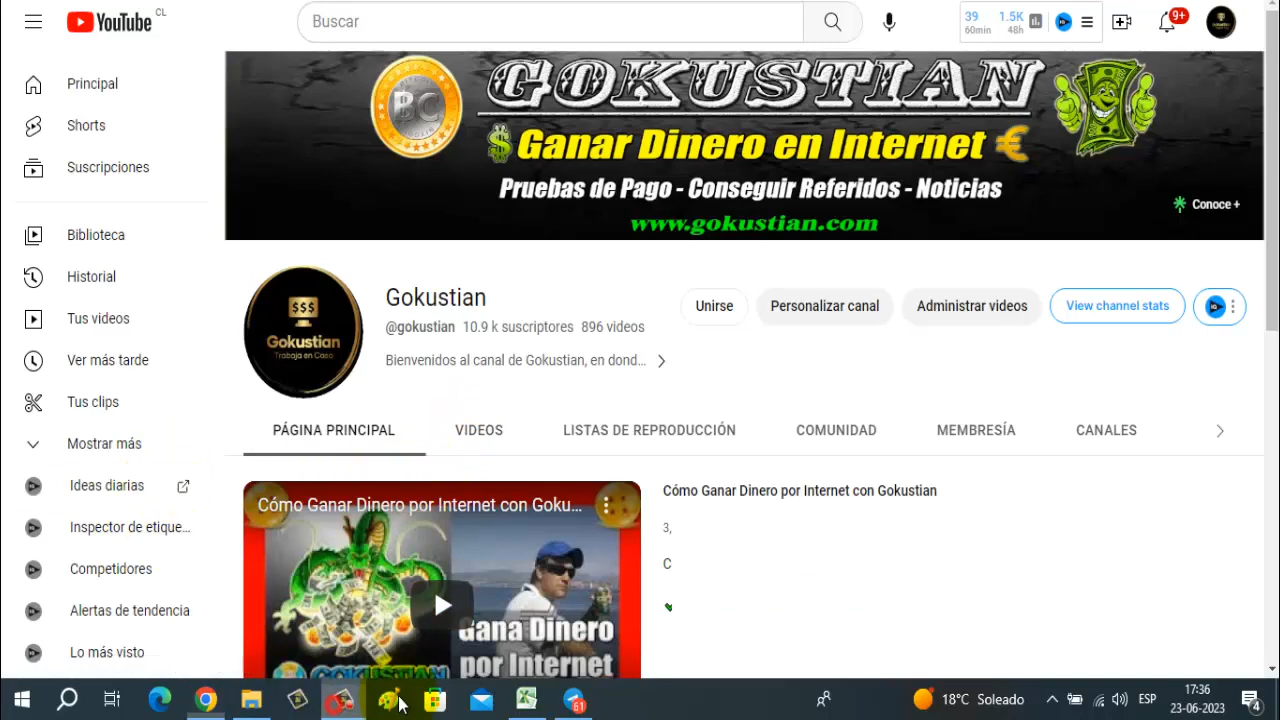 YouTube CL
Buscar
39 60min 1.5K 48h
9+
Principal
Shorts
Suscripciones
Biblioteca
Historial
Tus videos
Ver más tarde
Tus clips
Mostrar más
Ideas diarias
Inspector de etique...
Competidores
Alertas de tendencia
Lo más visto
BC
GOKUSTIAN
$ Ganar Dinero en Internet €
Pruebas de Pago - Conseguir Referidos - Noticias
www.gokustian.com
Conoce +
$$$
Gokustian
Trabaja en Casa
Gokustian
@gokustian 10.9 k suscriptores 896 videos
Bienvenidos al canal de Gokustian, en dond...
Unirse
Personalizar canal
Administrar videos
View channel stats
PÁGINA PRINCIPAL
VIDEOS
LISTAS DE REPRODUCCIÓN
COMUNIDAD
MEMBRESÍA
CANALES
Cómo Ganar Dinero por Internet con Goku...
Gana Dinero
por Internet
GOKUSTIAN
Cómo Ganar Dinero por Internet con Gokustian
3,
C
61
18°C Soleado
ESP
17:36
23-06-2023
4